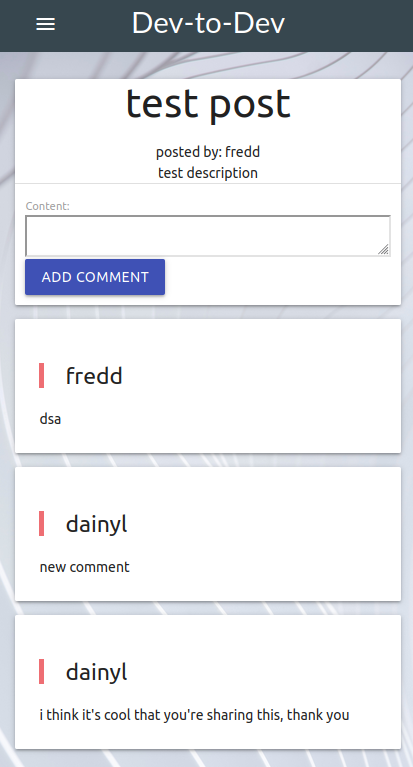 Dev-to-Dev
test post
posted by: fredd
test description
Content:
ADD COMMENT
fredd
dsa
dainyl
new comment
dainyl
i think it's cool that you're sharing this, thank you